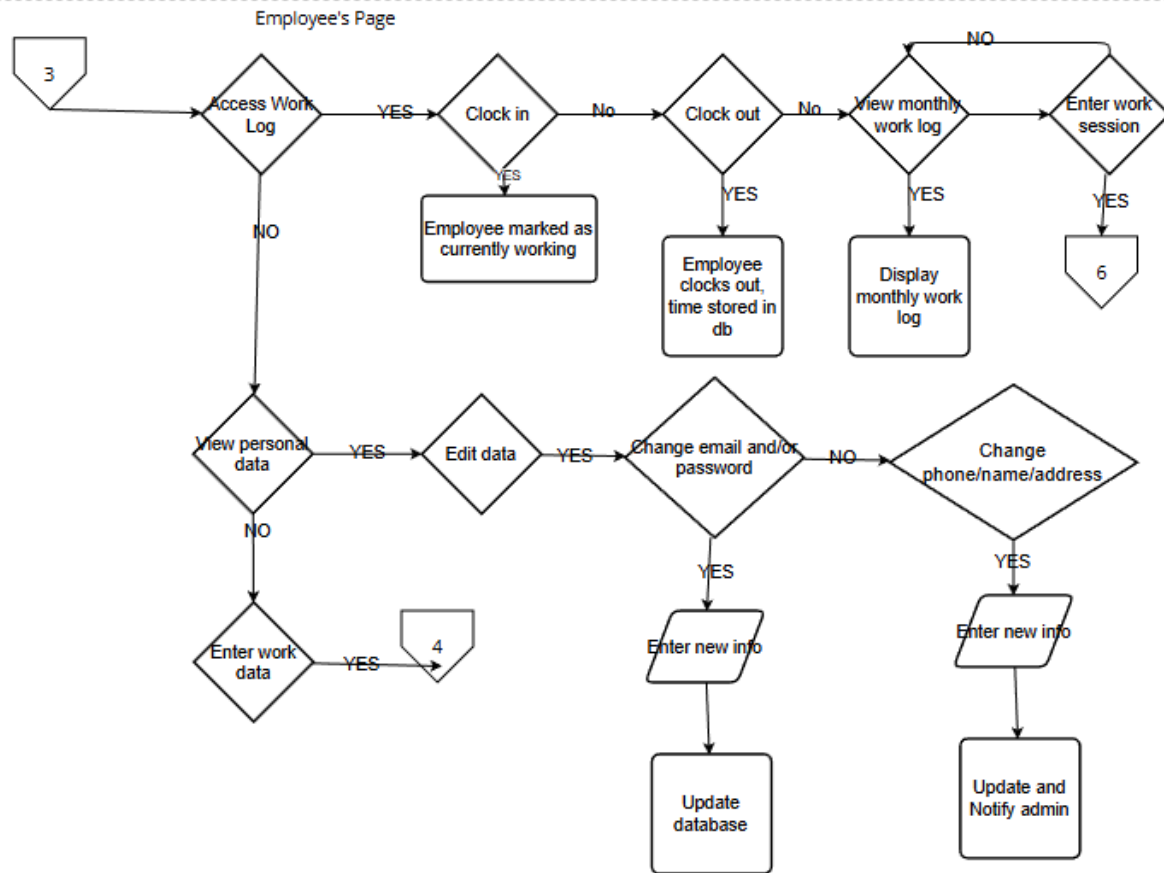 Employee's Page
3
Access Work
Log
YES
Clock in
No
Clock out
No
View monthly
work log
NO
Enter work
session
YES
Employee marked as
currently working
YES
Employee
clocks out,
time stored in
db
YES
Display
monthly work
log
YES
6
NO
View personal
data
YES
Edit data
YES
Change email and/or
password
NO
Change
phone/name/address
NO
YES
YES
Enter work
data
YES
4
Enter new info
Enter new info
Update
database
Update and
Notify admin